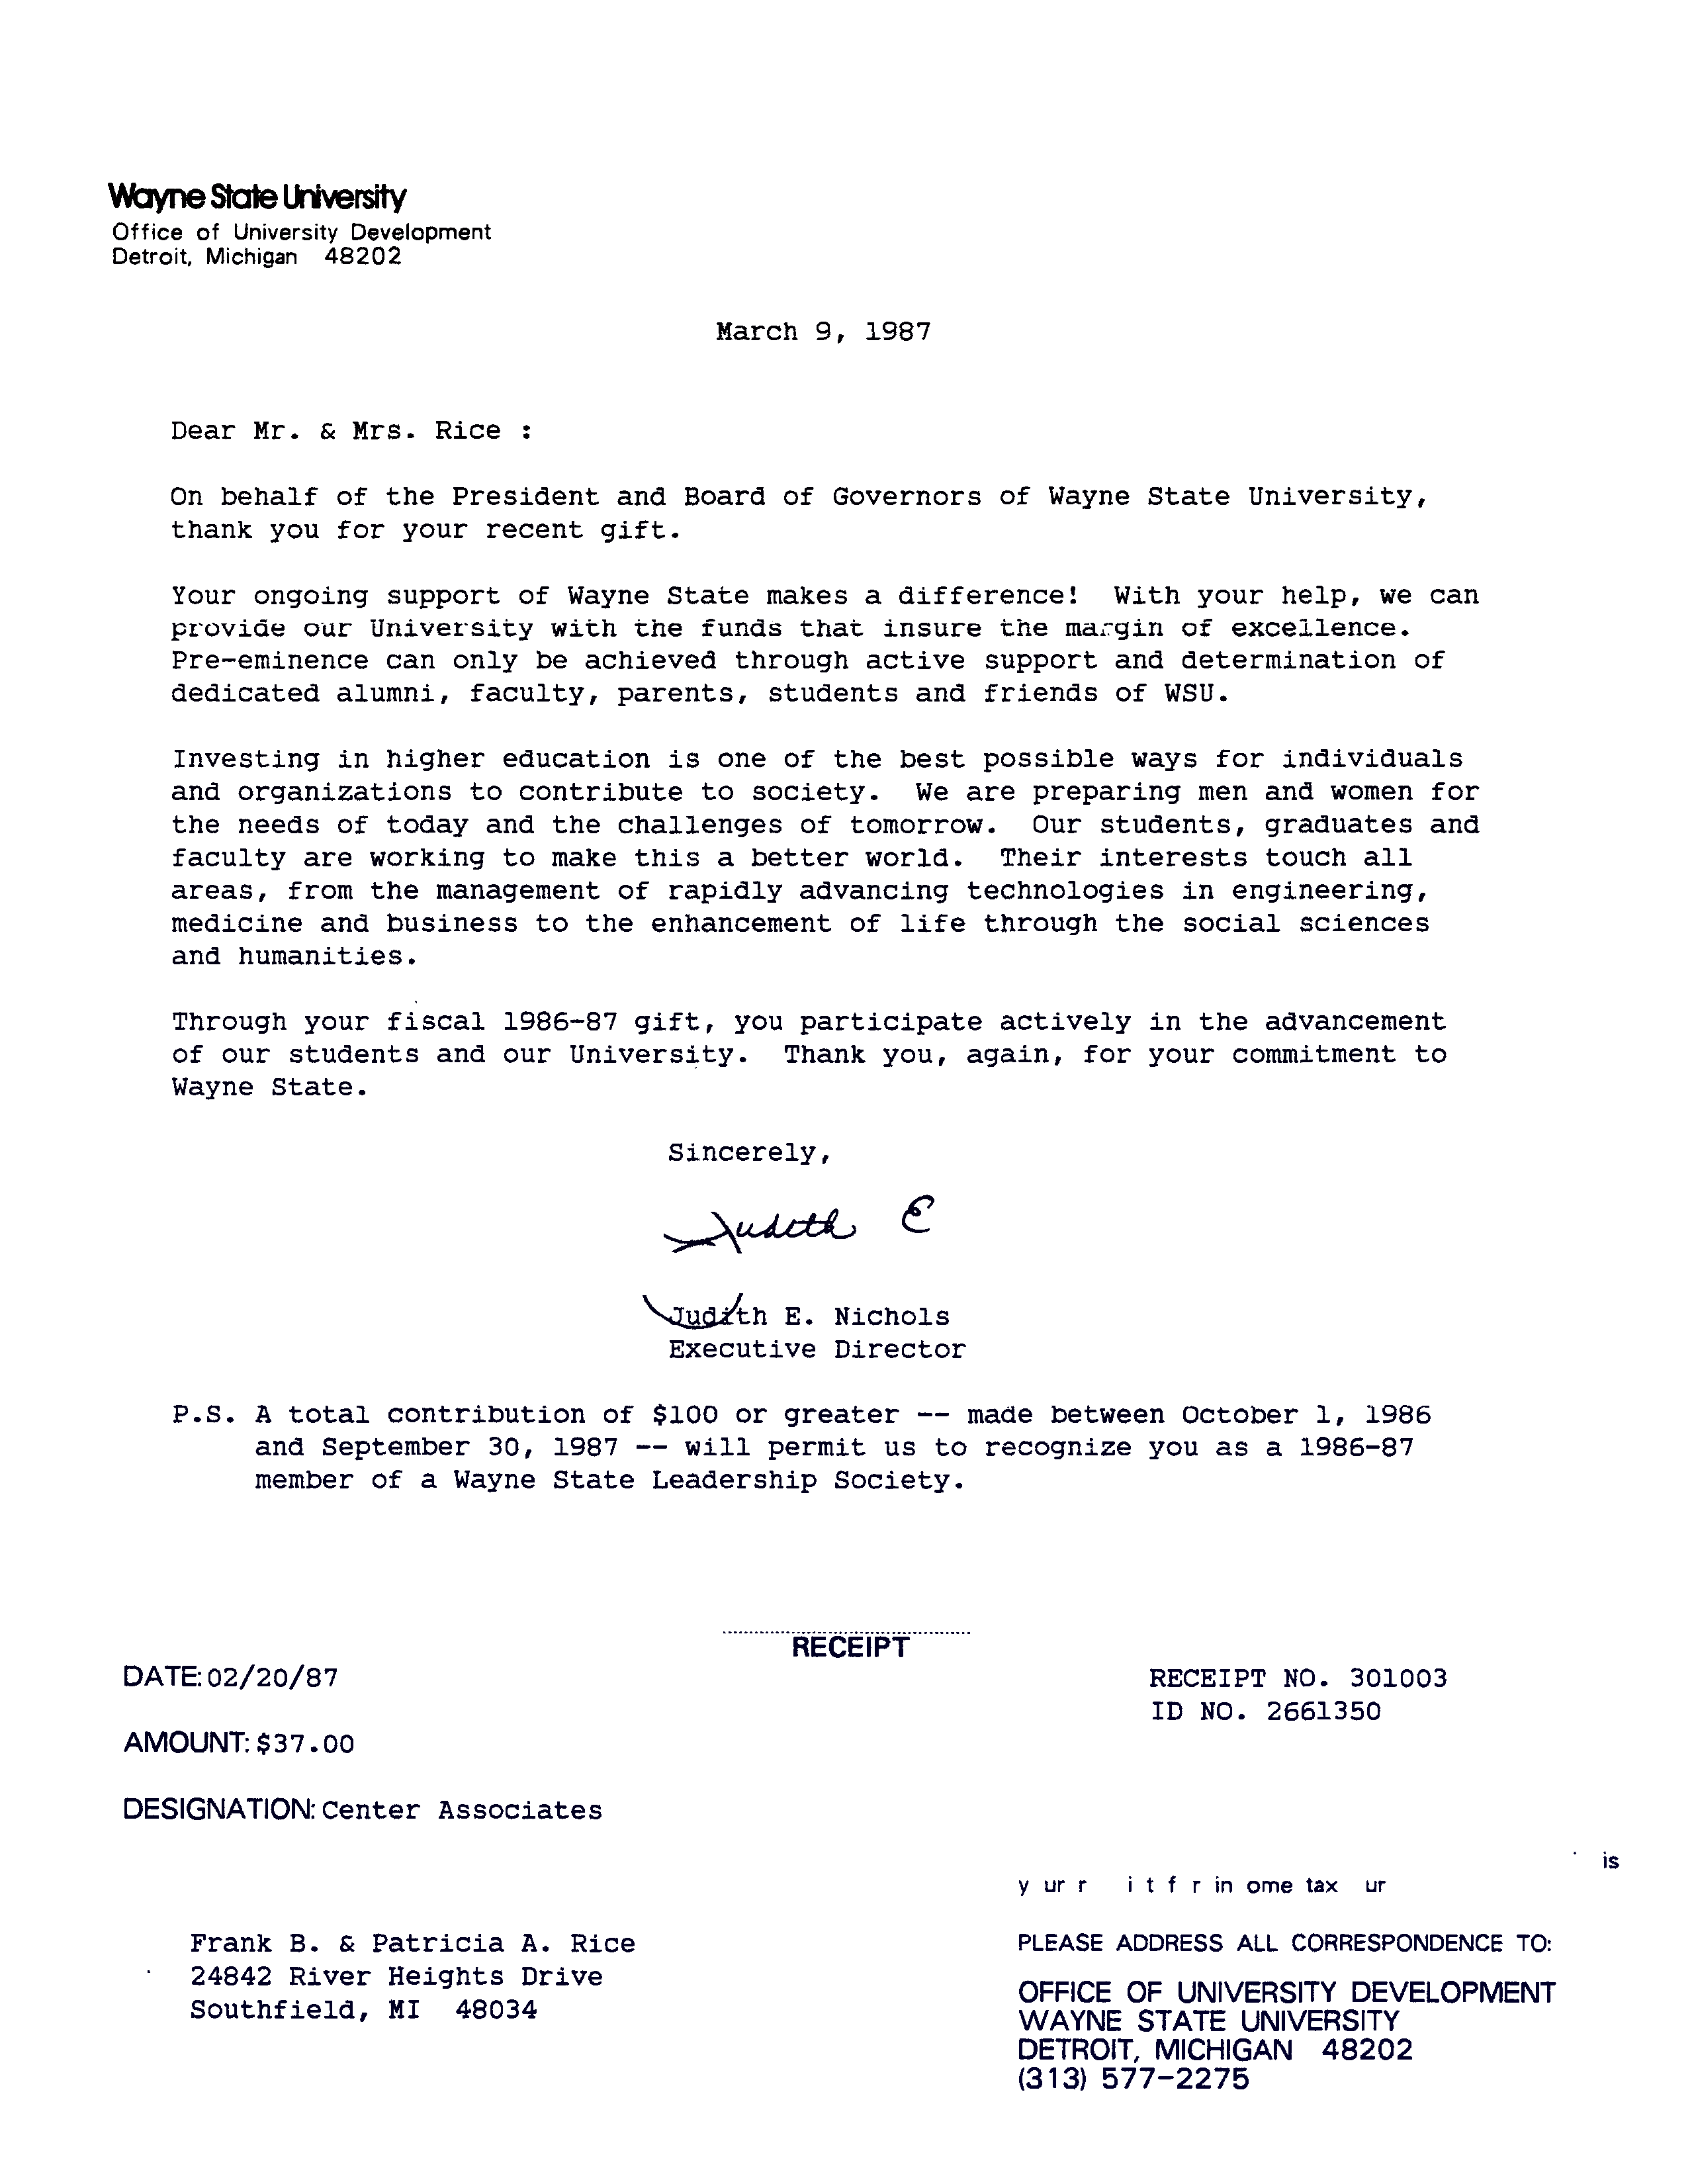 Wayne State University
Office of University Development
Detroit, Michigan 48202
March 9, 1987
Dear Mr. & Mrs. Rice :
On behalf of the President and Board of Governors of Wayne State University,
thank you for your recent gift.
Your ongoing support of Wayne State makes a difference! With your help, we can
provide our University with the funds that insure the margin of excellence.
Pre-eminence can only be achieved through active support and determination of
dedicated alumni, faculty, parents, students and friends of WSU.
Investing in higher education is one of the best possible ways for individuals
and organizations to contribute to society. We are preparing men and women for
the needs of today and the challenges of tomorrow. Our students, graduates and
faculty are working to make this a better world. Their interests touch all
areas, from the management of rapidly advancing technologies in engineering,
medicine and business to the enhancement of life through the social sciences
and humanities.
Through your fiscal 1986-87 gift, you participate actively in the advancement
of our students and our University. Thank you, again, for your commitment to
Wayne State.
Sincerely,
Judith E
Judith E. Nichols
Executive Director
P.S. A total contribution of $100 or greater -- made between October 1, 1986
and September 30, 1987 -- will permit us to recognize you as a 1986-87
member of a Wayne State Leadership Society.
RECEIPT
DATE: 02/20/87
RECEIPT NO. 301003
ID NO. 2661350
AMOUNT: $37.00
DESIGNATION: Center Associates
is
tax
Frank B. & Patricia A. Rice
24842 River Heights Drive
Southfield, MI 48034
PLEASE ADDRESS ALL CORRESPONDENCE TO:
OFFICE OF UNIVERSITY DEVELOPMENT
WAYNE STATE UNIVERSITY
DETROIT, MICHIGAN 48202
(313) 577-2275